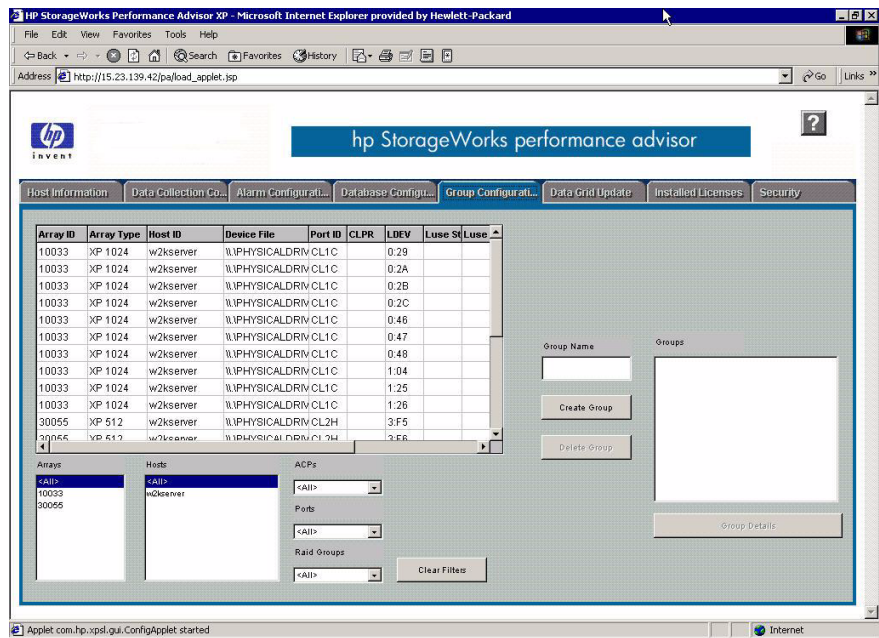 HP StorageWorks Performance Advisor XP - Microsoft Internet Explorer provided by Hewlett-Packard
File Edit View Favorites Tools Help
Back Search Favorites History
Address http://15.23.139.42/pa/load_applet.jsp Go Links »
hp
invent
hp StorageWorks performance advisor
?
Host Information Data Collection Co... Alarm Configurati... Database Configu... Group Configurati... Data Grid Update Installed Licenses Security
Array ID Array Type Host ID Device File Port ID CLPR LDEV Luse St Luse
10033 XP 1024 w2kserver \\.\PHYSICALDRIV CL1C 0:29
10033 XP 1024 w2kserver \\.\PHYSICALDRIV CL1C 0:2A
10033 XP 1024 w2kserver \\.\PHYSICALDRIV CL1C 0:2B
10033 XP 1024 w2kserver \\.\PHYSICALDRIV CL1C 0:2C
10033 XP 1024 w2kserver \\.\PHYSICALDRIV CL1C 0:46
10033 XP 1024 w2kserver \\.\PHYSICALDRIV CL1C 0:47
10033 XP 1024 w2kserver \\.\PHYSICALDRIV CL1C 0:48
10033 XP 1024 w2kserver \\.\PHYSICALDRIV CL1C 1:04
10033 XP 1024 w2kserver \\.\PHYSICALDRIV CL1C 1:25
10033 XP 1024 w2kserver \\.\PHYSICALDRIV CL1C 1:26
30055 XP 512 w2kserver \\.\PHYSICALDRIV CL2H 3:F5
30055 XP 512 w2kserver \\.\PHYSICALDRIV CL2H 3:F6
Group Name
Groups
Create Group
Delete Group
Group Details
Arrays
<All>
10033
30055
Hosts
<All>
w2kserver
ACPs
<All>
Ports
<All>
Raid Groups
<All>
Clear Filters
Applet com.hp.xpsl.gui.ConfigApplet started
Internet